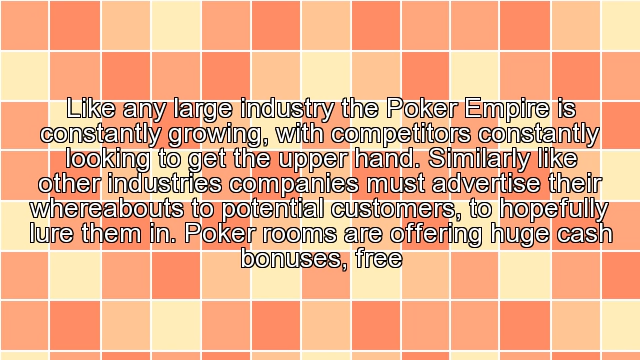 Like any large industry the Poker Empire is
constantly growing, with competitors constantly
looking to get the upper hand. Similarly like
other industries companies must advertise their
whereabouts to potential customers, to hopefully
lure them in. Poker rooms are offering huge cash
bonuses, free